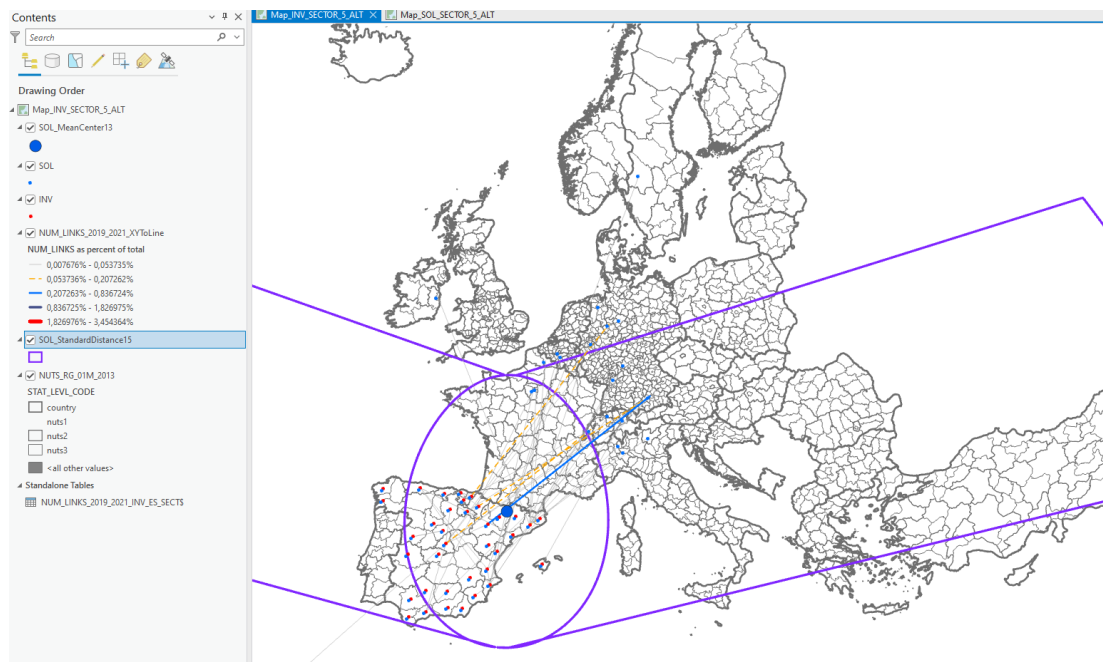 Contents
Map_INV_SECTOR_5_ALT
Map_SOL_SECTOR_5_ALT
Search
Drawing Order
Map_INV_SECTOR_5_ALT
SOL_MeanCenter13
SOL
INV
NUM_LINKS_2019_2021_XYToLine
NUM_LINKS as percent of total
0,007676% - 0,053735%
0,053736% - 0,207262%
0,207263% - 0,836724%
0,836725% - 1,826975%
1,826976% - 3,454364%
SOL_StandardDistance15
NUTS_RG_01M_2013
STAT_LEVL_CODE
country
nuts1
nuts2
nuts3
<all other values>
Standalone Tables
NUM_LINKS_2019_2021_INV_ES_SECT$